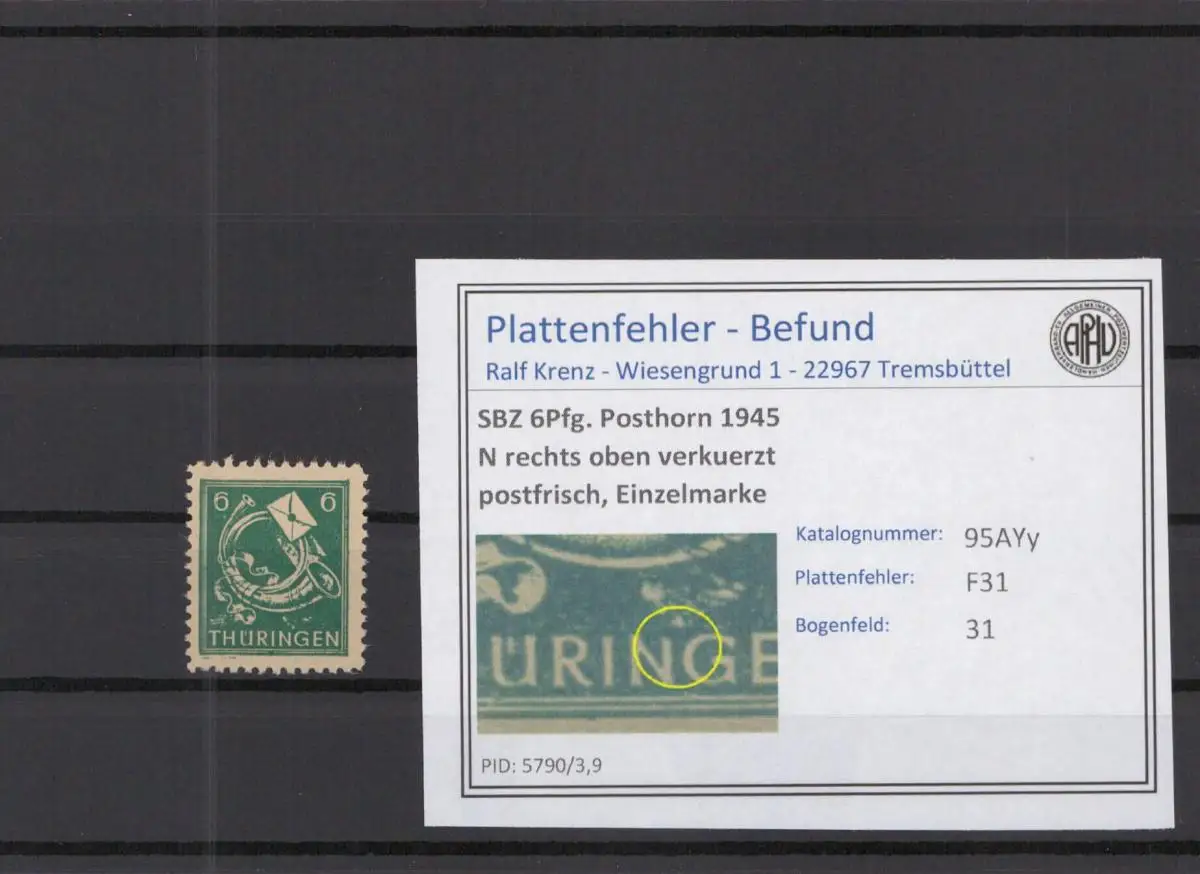 6 6
THÜRINGEN
Plattenfehler - Befund
Ralf Krenz - Wiesengrund 1 - 22967 Tremsbüttel
APHV
SBZ 6Pfg. Posthorn 1945
N rechts oben verkuerzt
postfrisch, Einzelmarke
Katalognummer: 95AYy
Plattenfehler: F31
Bogenfeld: 31
ÜRINGE
PID: 5790/3,9